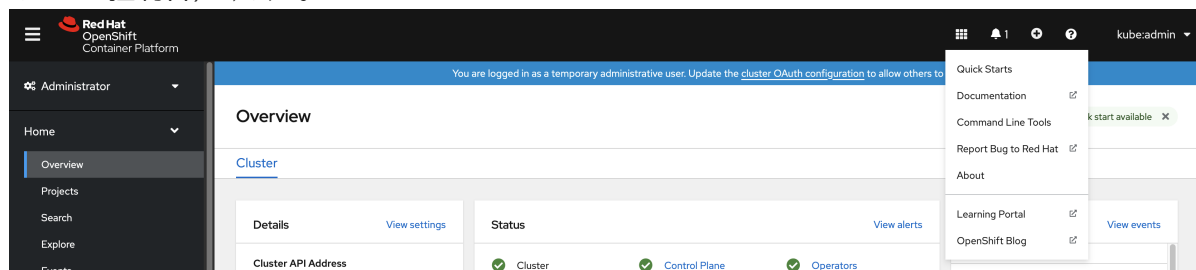 Red Hat
OpenShift
Container Platform
1
kube:admin
Administrator
You are logged in as a temporary administrative user. Update the cluster OAuth configuration to allow others to
Quick Starts
Documentation
Command Line Tools
Report Bug to Red Hat
About
Learning Portal
OpenShift Blog
Home
Overview
Projects
Search
Explore
Events
Overview
k start available
Cluster
Details
View settings
Status
View alerts
View events
Cluster API Address
Cluster
Control Plane
Operators